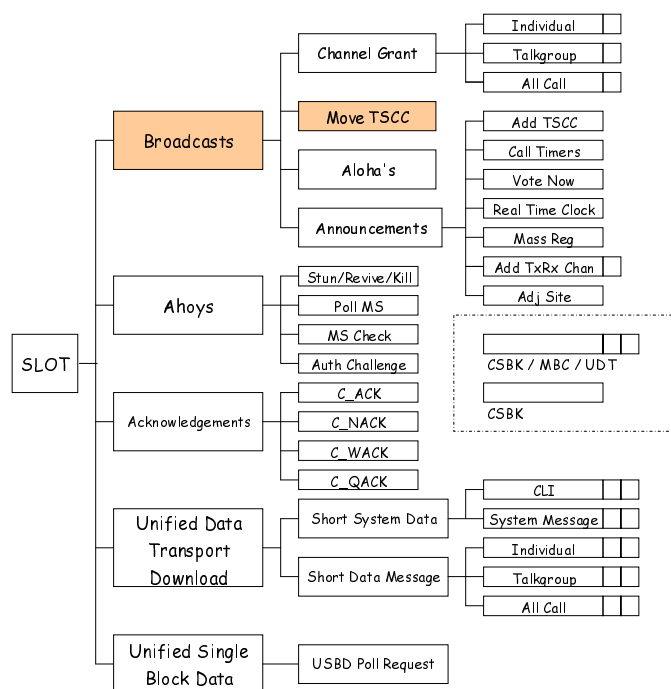 SLOT
Broadcasts
Channel Grant
Individual
Talkgroup
All Call
Move TSCC
Aloha's
Announcements
Add TSCC
Call Timers
Vote Now
Real Time Clock
Mass Reg
Add TxRx Chan
Adj Site
Ahoys
Stun/Revive/Kill
Poll MS
MS Check
Auth Challenge
CSBK / MBC / UDT
CSBK
Acknowledgements
C_ACK
C_NACK
C_WACK
C_QACK
Unified Data
Transport
Download
Short System Data
CLI
System Message
Short Data Message
Individual
Talkgroup
All Call
Unified Single
Block Data
USBD Poll Request